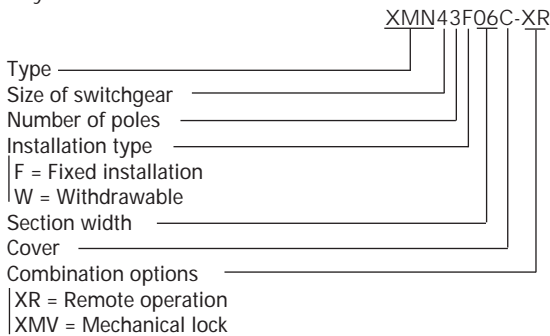 XMN43F06C-XR
Type
Size of switchgear
Number of poles
Installation type
F = Fixed installation
W = Withdrawable
Section width
Cover
Combination options
XR = Remote operation
XMV = Mechanical lock